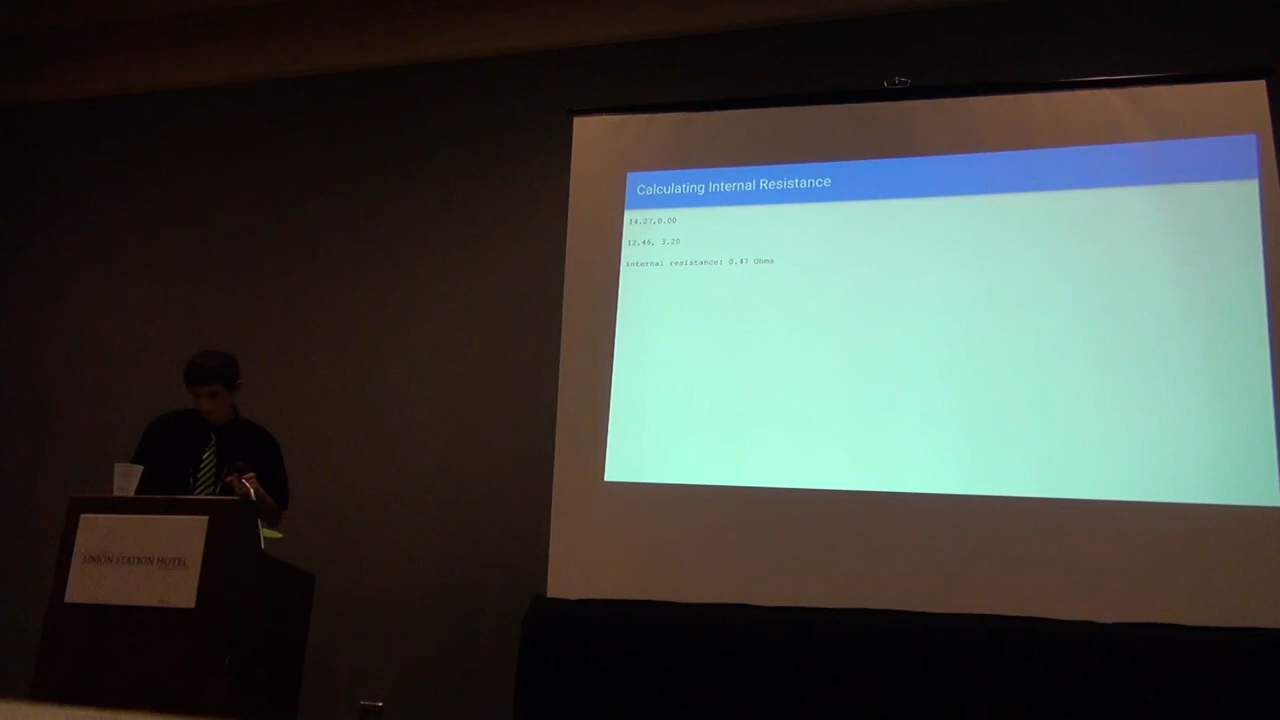 Calculating Internal Resistance
14.27,0.00
12.46, 3.20
internal resistance: 0.47 Ohms
UNION STATION HOTEL